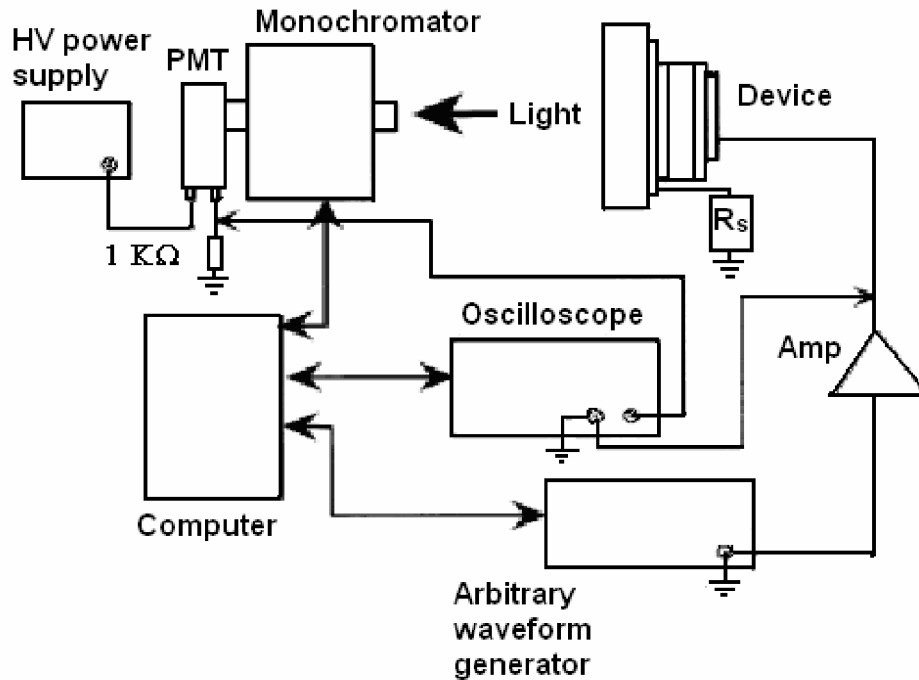 Monochromator
HV power
supply
PMT
Light
Device
Rs
1 KΩ
Oscilloscope
Amp
Computer
Arbitrary
waveform
generator